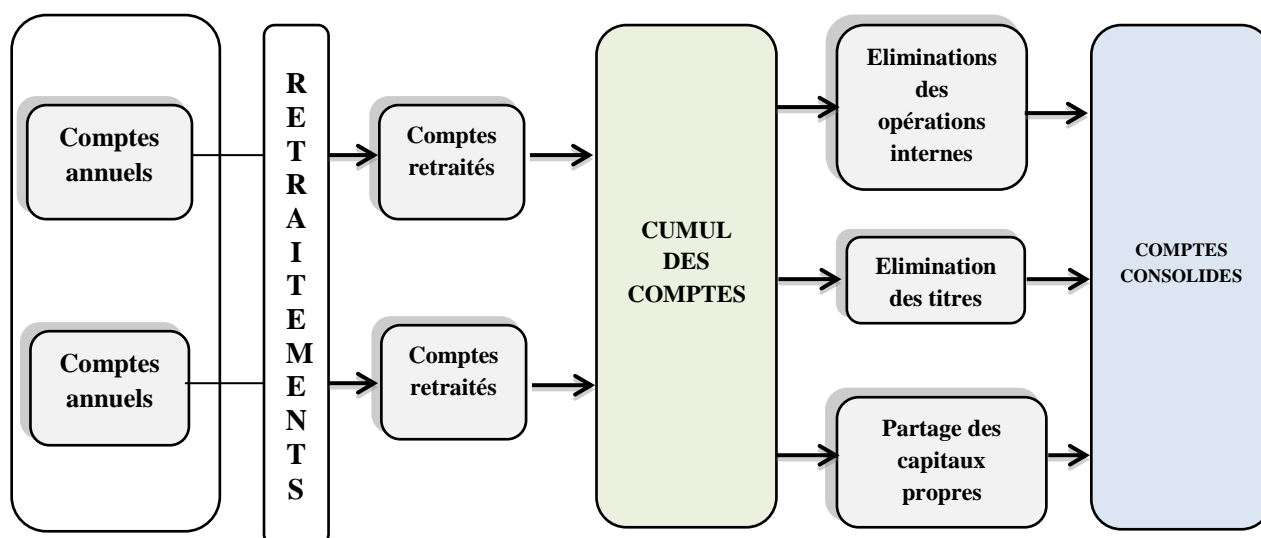 Comptes
annuels
Comptes
annuels
RETRAITEMENTS
Comptes
retraités
Comptes
retraités
CUMUL
DES
COMPTES
Eliminations
des
opérations
internes
Elimination
des titres
Partage des
capitaux
propres
COMPTES
CONSOLIDES